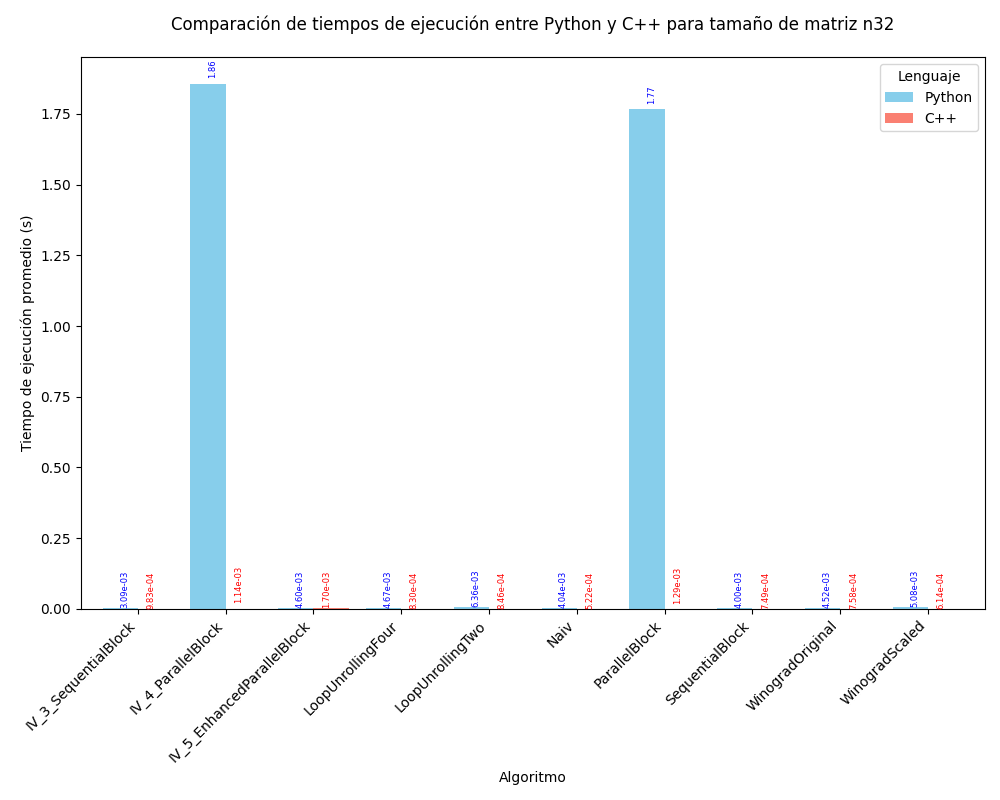 Comparación de tiempos de ejecución entre Python y C++ para tamaño de matriz n32
Lenguaje
Python
C++
Tiempo de ejecución promedio (s)
1.75
1.50
1.25
1.00
0.75
0.50
0.25
0.00
3.09e-03
9.83e-04
1.86
1.14e-03
4.60e-03
1.70e-03
4.67e-03
8.30e-04
6.36e-03
8.46e-04
4.04e-03
5.22e-04
1.77
1.29e-03
4.00e-03
7.49e-04
4.52e-03
7.58e-04
5.08e-03
6.14e-04
IV_3_SequentialBlock
IV_4_ParallelBlock
IV_5_EnhancedParallelBlock
LoopUnrollingFour
LoopUnrollingTwo
Naiv
ParallelBlock
SequentialBlock
WinogradOriginal
WinogradScaled
Algoritmo